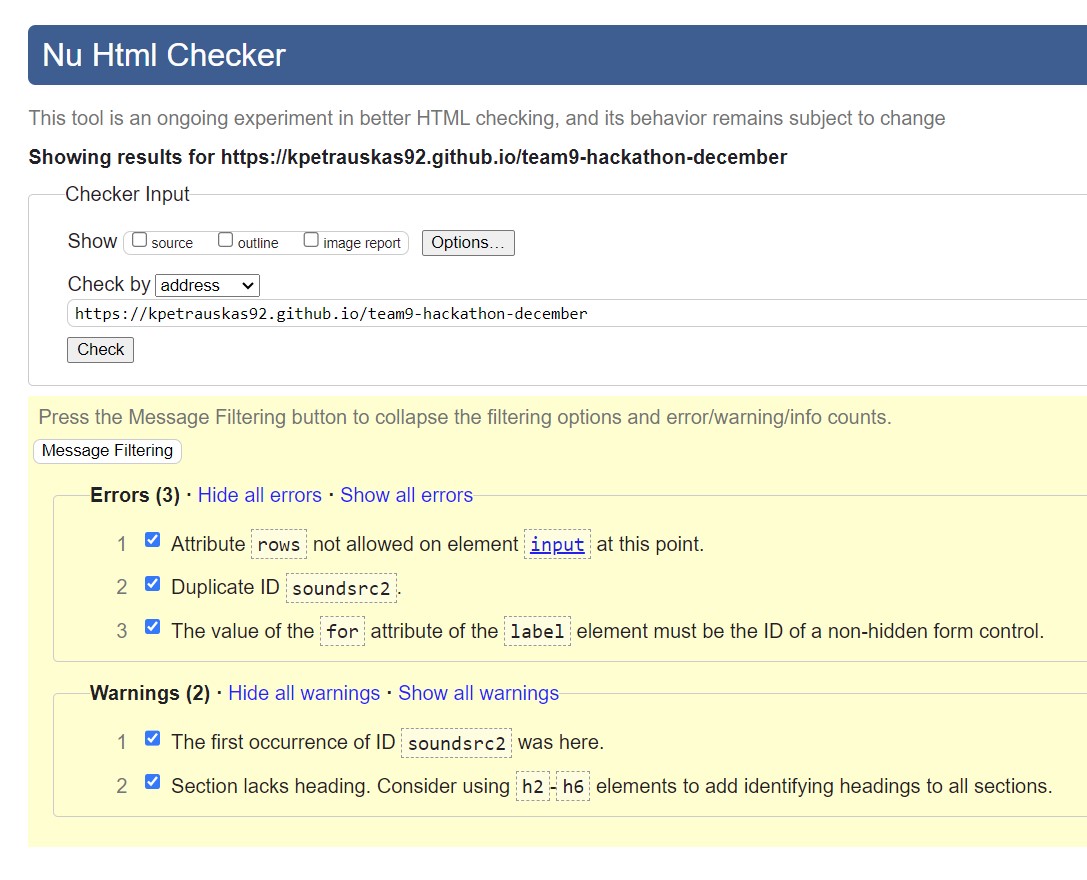 Nu Html Checker
This tool is an ongoing experiment in better HTML checking, and its behavior remains subject to change
Showing results for https://kpetrauskas92.github.io/team9-hackathon-december
Checker Input
Show source outline image report Options...
Check by address
https://kpetrauskas92.github.io/team9-hackathon-december
Check
Press the Message Filtering button to collapse the filtering options and error/warning/info counts.
Message Filtering
Errors (3) · Hide all errors · Show all errors
1 Attribute rows not allowed on element input at this point.
2 Duplicate ID soundsrc2.
3 The value of the for attribute of the label element must be the ID of a non-hidden form control.
Warnings (2) · Hide all warnings · Show all warnings
1 The first occurrence of ID soundsrc2 was here.
2 Section lacks heading. Consider using h2-h6 elements to add identifying headings to all sections.